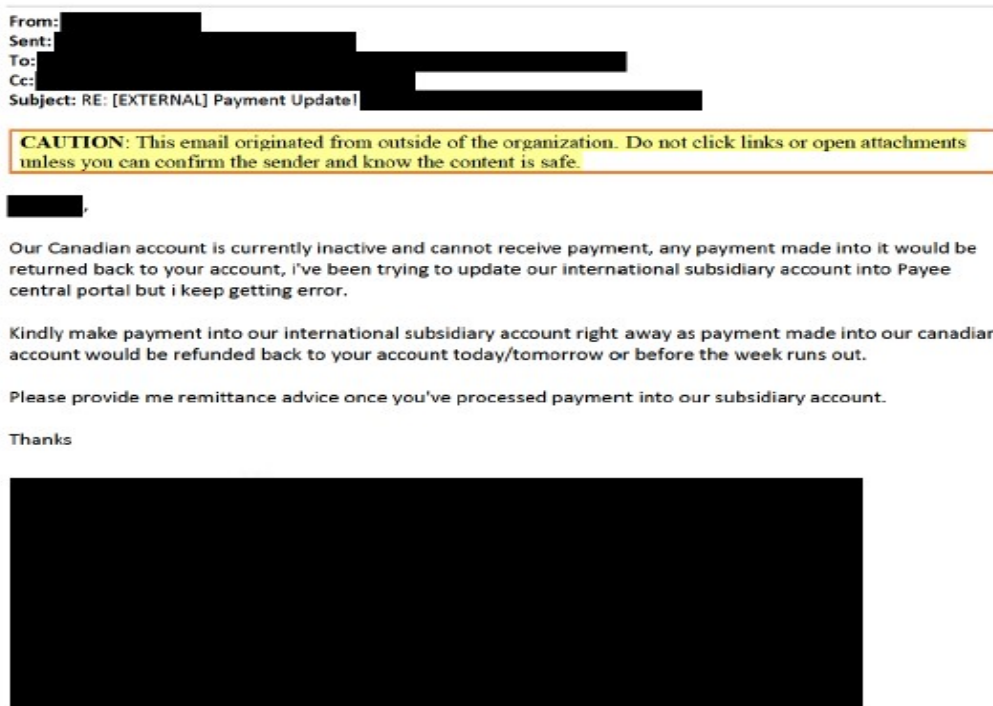 From:
Sent:
To:
Cc:
Subject: RE: [EXTERNAL] Payment Update!
CAUTION: This email originated from outside of the organization. Do not click links or open attachments
unless you can confirm the sender and know the content is safe.
,
Our Canadian account is currently inactive and cannot receive payment, any payment made into it would be
returned back to your account, i've been trying to update our international subsidiary account into Payee
central portal but i keep getting error.
Kindly make payment into our international subsidiary account right away as payment made into our canadian
account would be refunded back to your account today/tomorrow or before the week runs out.
Please provide me remittance advice once you've processed payment into our subsidiary account.
Thanks